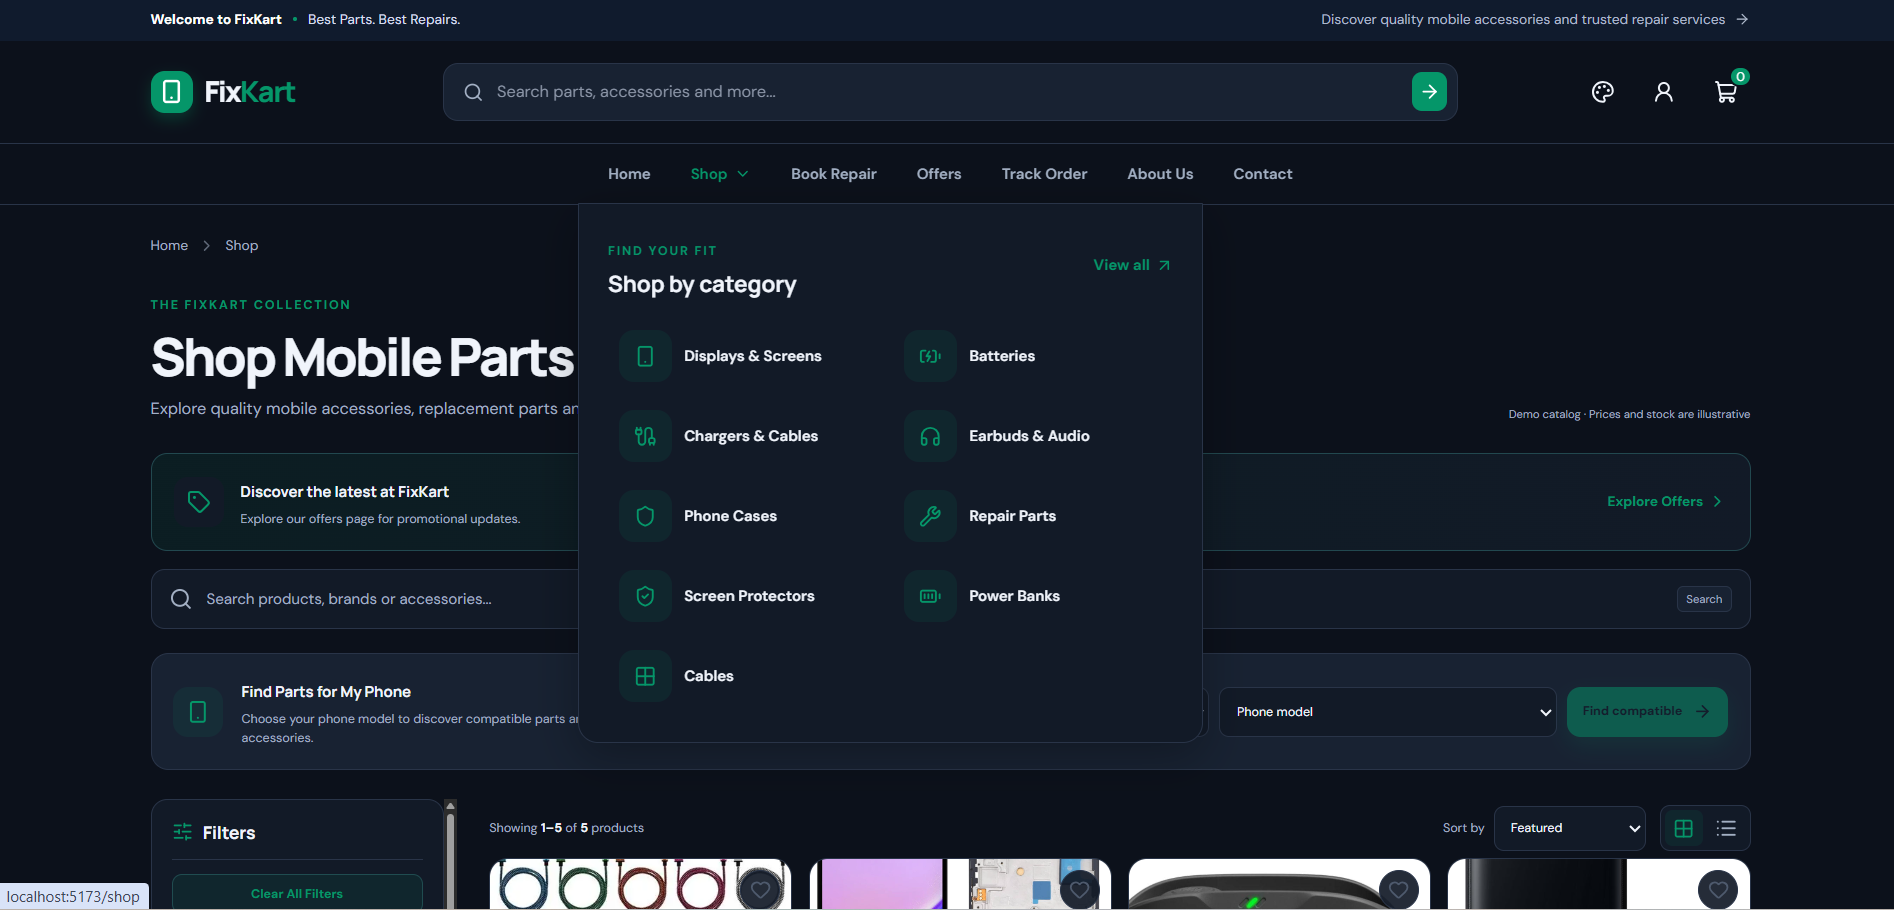 Welcome to FixKart • Best Parts. Best Repairs.
Discover quality mobile accessories and trusted repair services
FixKart
Search parts, accessories and more...
0
Home
Shop
Book Repair
Offers
Track Order
About Us
Contact
Home
Shop
FIND YOUR FIT
Shop by category
View all
Displays & Screens
Batteries
Chargers & Cables
Earbuds & Audio
Phone Cases
Repair Parts
Screen Protectors
Power Banks
Cables
THE FIXKART COLLECTION
Shop Mobile Parts
Explore quality mobile accessories, replacement parts an
Demo catalog · Prices and stock are illustrative
Discover the latest at FixKart
Explore our offers page for promotional updates.
Explore Offers
Search products, brands or accessories...
Search
Find Parts for My Phone
Choose your phone model to discover compatible parts a
accessories.
Phone model
Find compatible
Filters
Clear All Filters
Showing 1–5 of 5 products
Sort by
Featured
localhost:5173/shop